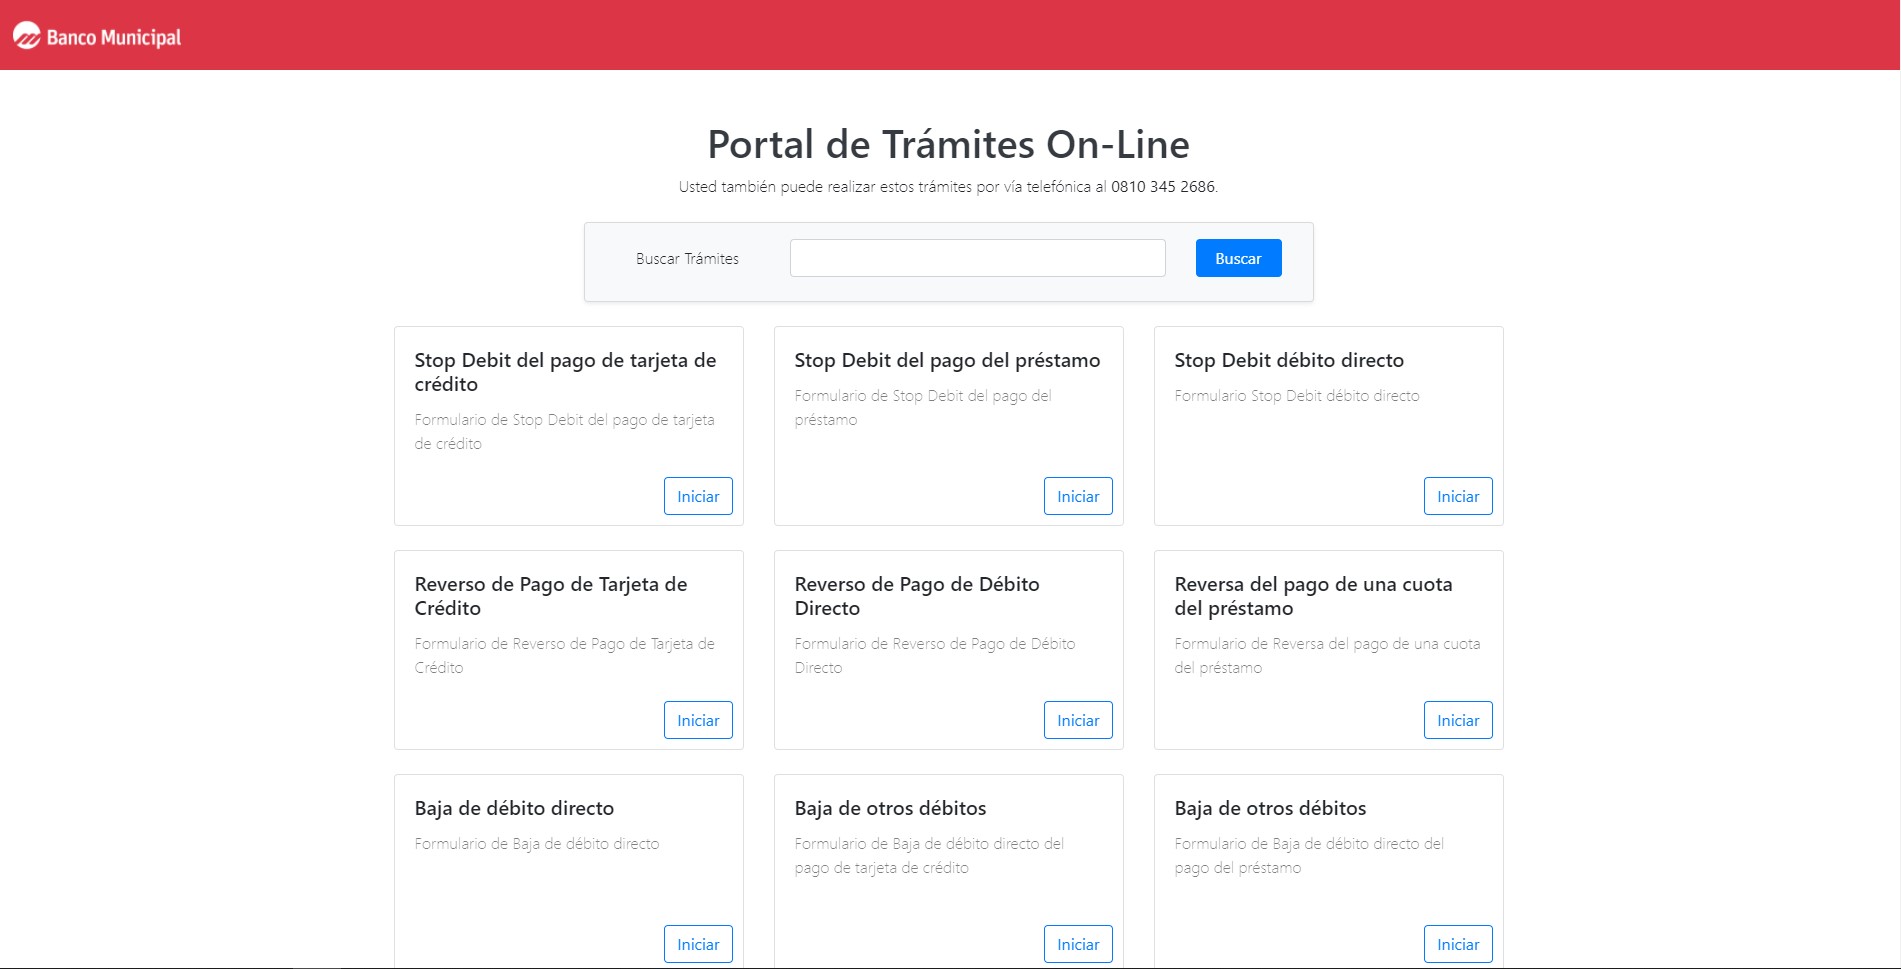 Banco Municipal
Portal de Trámites On-Line
Usted también puede realizar estos trámites por vía telefónica al 0810 345 2686.
Buscar Trámites
Buscar
Stop Debit del pago de tarjeta de
crédito
Formulario de Stop Debit del pago de tarjeta
de crédito
Iniciar
Stop Debit del pago del préstamo
Formulario de Stop Debit del pago del
préstamo
Iniciar
Stop Debit débito directo
Formulario Stop Debit débito directo
Iniciar
Reverso de Pago de Tarjeta de
Crédito
Formulario de Reverso de Pago de Tarjeta de
Crédito
Iniciar
Reverso de Pago de Débito
Directo
Formulario de Reverso de Pago de Débito
Directo
Iniciar
Reversa del pago de una cuota
del préstamo
Formulario de Reversa del pago de una cuota
del préstamo
Iniciar
Baja de débito directo
Formulario de Baja de débito directo
Iniciar
Baja de otros débitos
Formulario de Baja de débito directo del
pago de tarjeta de crédito
Iniciar
Baja de otros débitos
Formulario de Baja de débito directo del
pago del préstamo
Iniciar